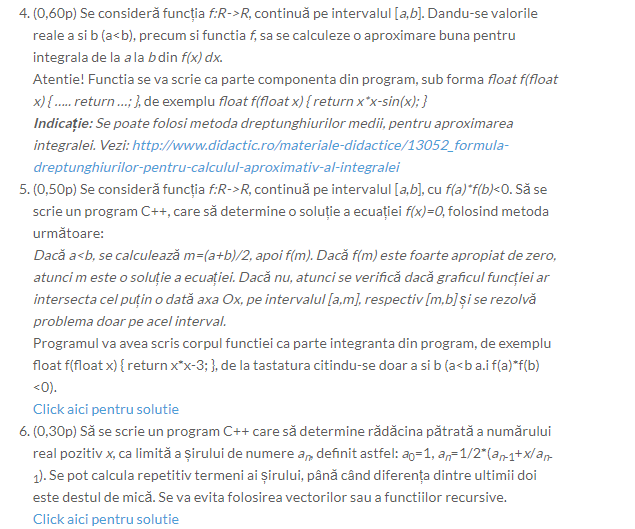 4. (0,60p) Se consideră funcția f:R->R, continuă pe intervalul [a,b]. Dandu-se valorile
reale a si b (a<b), precum si functia f, sa se calculeze o aproximare buna pentru
integrala de la a la b din f(x) dx.
Atentie! Functia se va scrie ca parte componenta din program, sub forma float f(float
x) { ..... return ...; }, de exemplu float f(float x) { return x*x-sin(x); }
Indicație: Se poate folosi metoda dreptunghiurilor medii, pentru aproximarea
integralei. Vezi: http://www.didactic.ro/materiale-didactice/13052_formula-
dreptunghiurilor-pentru-calculul-aproximativ-al-integralei
5. (0,50p) Se consideră funcția f:R->R, continuă pe intervalul [a,b], cu f(a)*f(b)<0. Să se
scrie un program C++, care să determine o soluție a ecuației f(x)=0, folosind metoda
următoare:
Dacă a<b, se calculează m=(a+b)/2, apoi f(m). Dacă f(m) este foarte apropiat de zero,
atunci m este o soluție a ecuației. Dacă nu, atunci se verifică dacă graficul funcției ar
intersecta cel puțin o dată axa Ox, pe intervalul [a,m], respectiv [m,b] și se rezolvă
problema doar pe acel interval.
Programul va avea scris corpul functiei ca parte integranta din program, de exemplu
float f(float x) { return x*x-3; }, de la tastatura citindu-se doar a si b (a<b a.i f(a)*f(b)
<0).
Click aici pentru solutie
6. (0,30p) Să se scrie un program C++ care să determine rădăcina pătrată a numărului
real pozitiv x, ca limită a șirului de numere an, definit astfel: a0=1, an=1/2*(an-1+x/an-
1). Se pot calcula repetitiv termeni ai șirului, până când diferența dintre ultimii doi
este destul de mică. Se va evita folosirea vectorilor sau a functiilor recursive.
Click aici pentru solutie